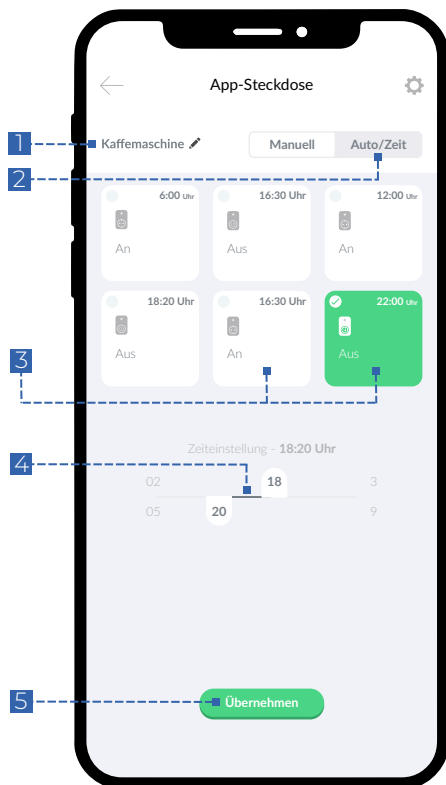 App-Steckdose
1 Kaffemaschine Manuell Auto/Zeit
2
6:00 Uhr 16:30 Uhr 12:00 Uhr
An Aus An
18:20 Uhr 16:30 Uhr 22:00 Uhr
Aus An Aus
3
Zeiteinstellung - 18:20 Uhr
4
02 18 3
05 20 9
5 Übernehmen